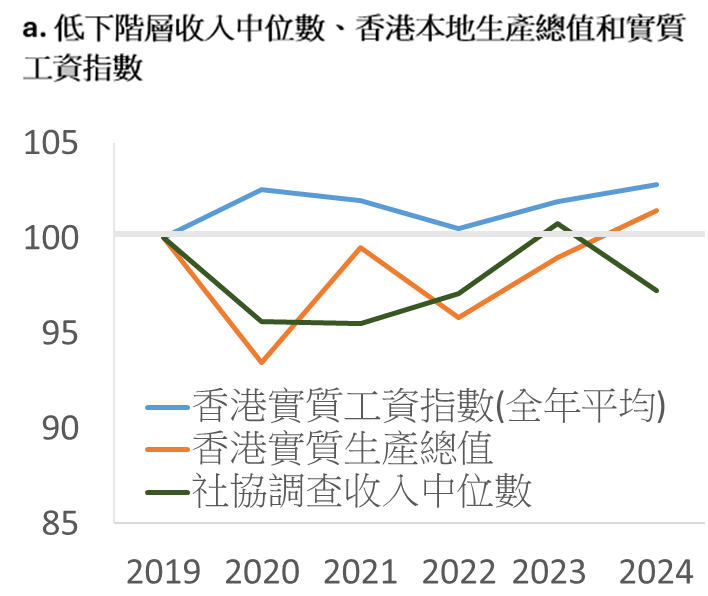 a. 低下階層收入中位數、香港本地生產總值和實質
工資指數
105
100
95
90
85
香港實質工資指數(全年平均)
香港實質生產總值
社協調查收入中位數
2019 2020 2021 2022 2023 2024